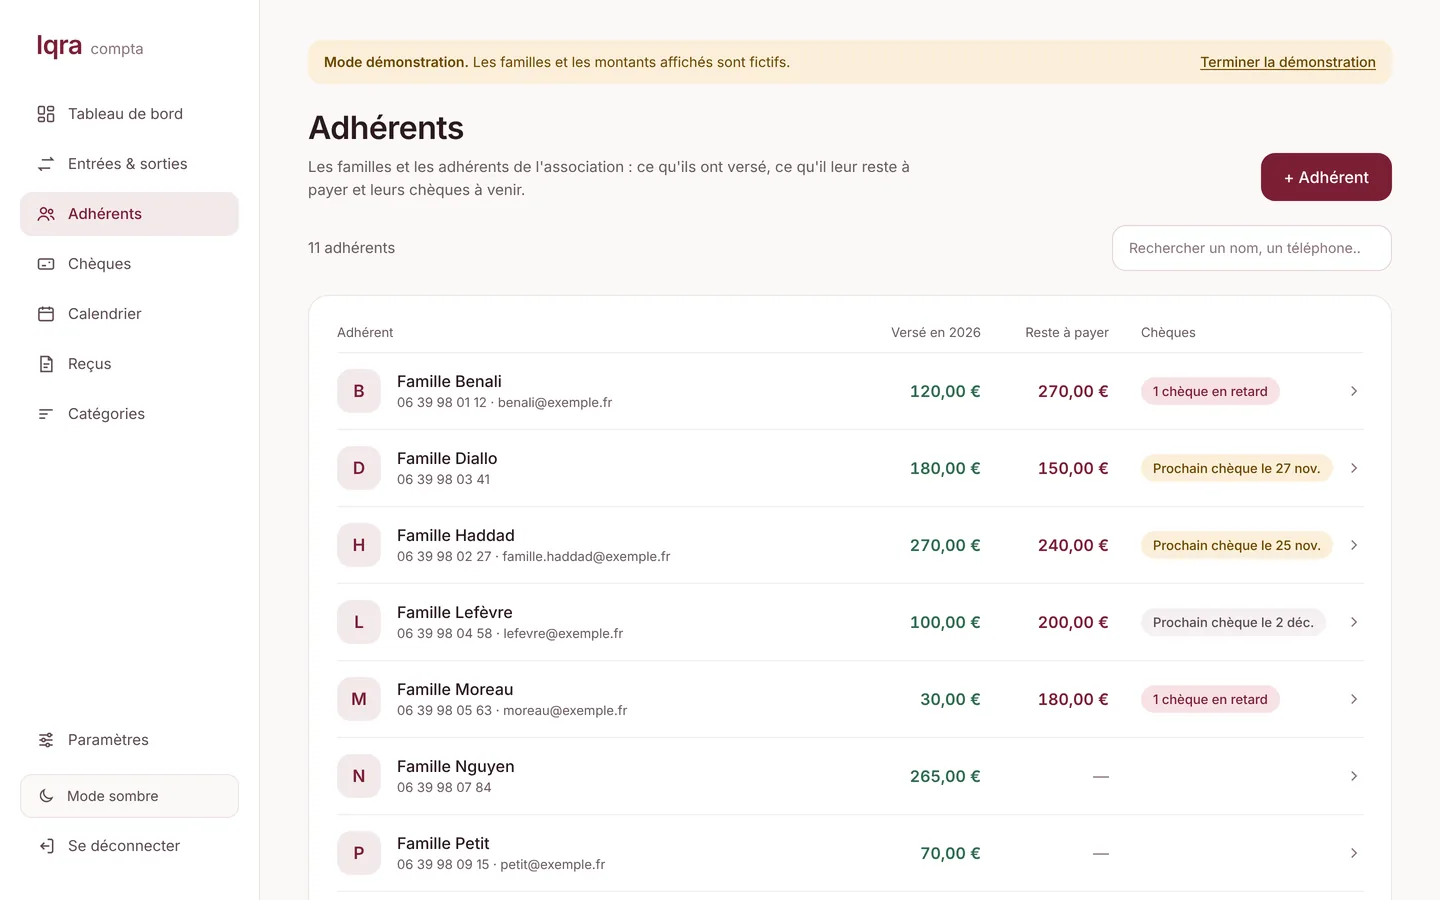 Iqra compta
Tableau de bord
Entrées & sorties
Adhérents
Chèques
Calendrier
Reçus
Catégories
Paramètres
Mode sombre
Se déconnecter
Mode démonstration. Les familles et les montants affichés sont fictifs.
Terminer la démonstration
Adhérents
Les familles et les adhérents de l'association : ce qu'ils ont versé, ce qu'il leur reste à
payer et leurs chèques à venir.
+ Adhérent
11 adhérents
Rechercher un nom, un téléphone..
Adhérent Versé en 2026 Reste à payer Chèques
B Famille Benali 120,00 € 270,00 € 1 chèque en retard
06 39 98 01 12 · benali@exemple.fr
D Famille Diallo 180,00 € 150,00 € Prochain chèque le 27 nov.
06 39 98 03 41
H Famille Haddad 270,00 € 240,00 € Prochain chèque le 25 nov.
06 39 98 02 27 · famille.haddad@exemple.fr
L Famille Lefèvre 100,00 € 200,00 € Prochain chèque le 2 déc.
06 39 98 04 58 · lefevre@exemple.fr
M Famille Moreau 30,00 € 180,00 € 1 chèque en retard
06 39 98 05 63 · moreau@exemple.fr
N Famille Nguyen 265,00 € —
06 39 98 07 84
P Famille Petit 70,00 € —
06 39 98 09 15 · petit@exemple.fr